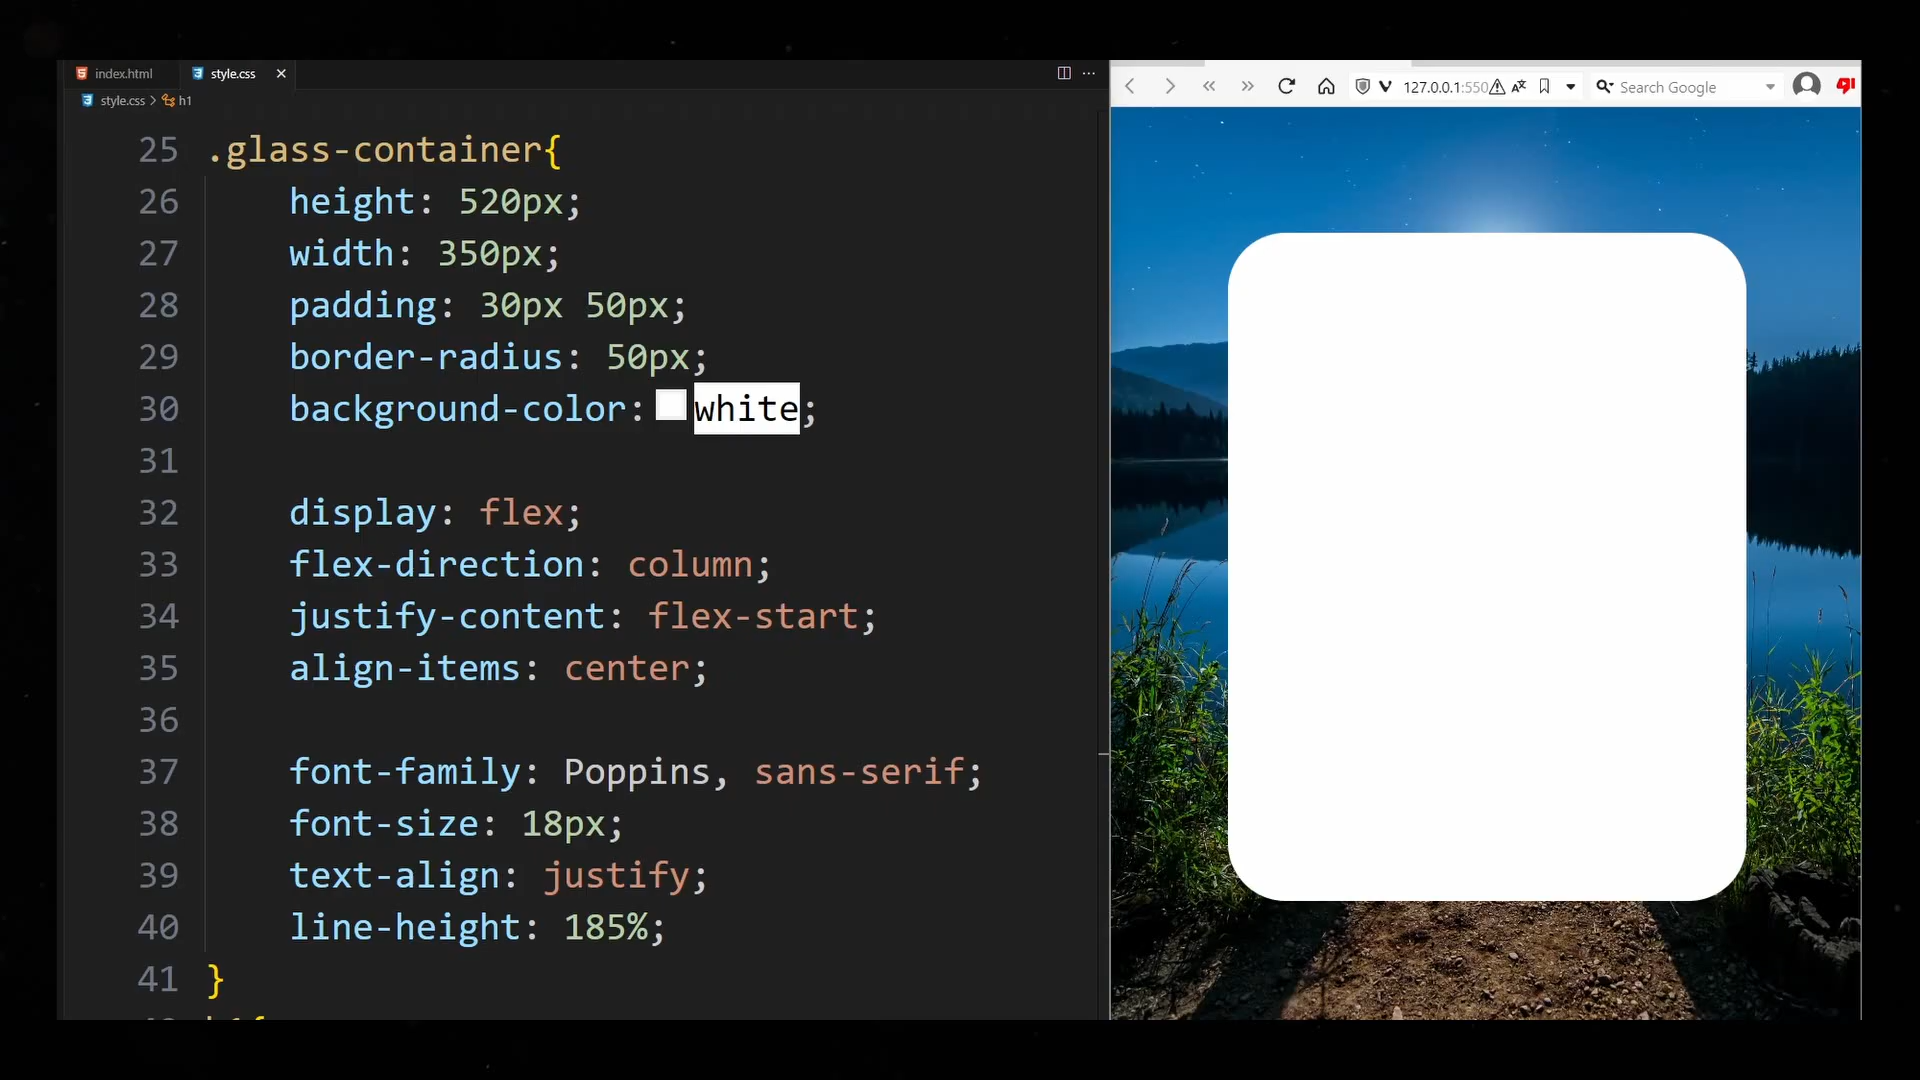 index.html
style.css
style.css > h1
127.0.0.1:550
Search Google
25 .glass-container{
26 height: 520px;
27 width: 350px;
28 padding: 30px 50px;
29 border-radius: 50px;
30 background-color: white;
31
32 display: flex;
33 flex-direction: column;
34 justify-content: flex-start;
35 align-items: center;
36
37 font-family: Poppins, sans-serif;
38 font-size: 18px;
39 text-align: justify;
40 line-height: 185%;
41 }